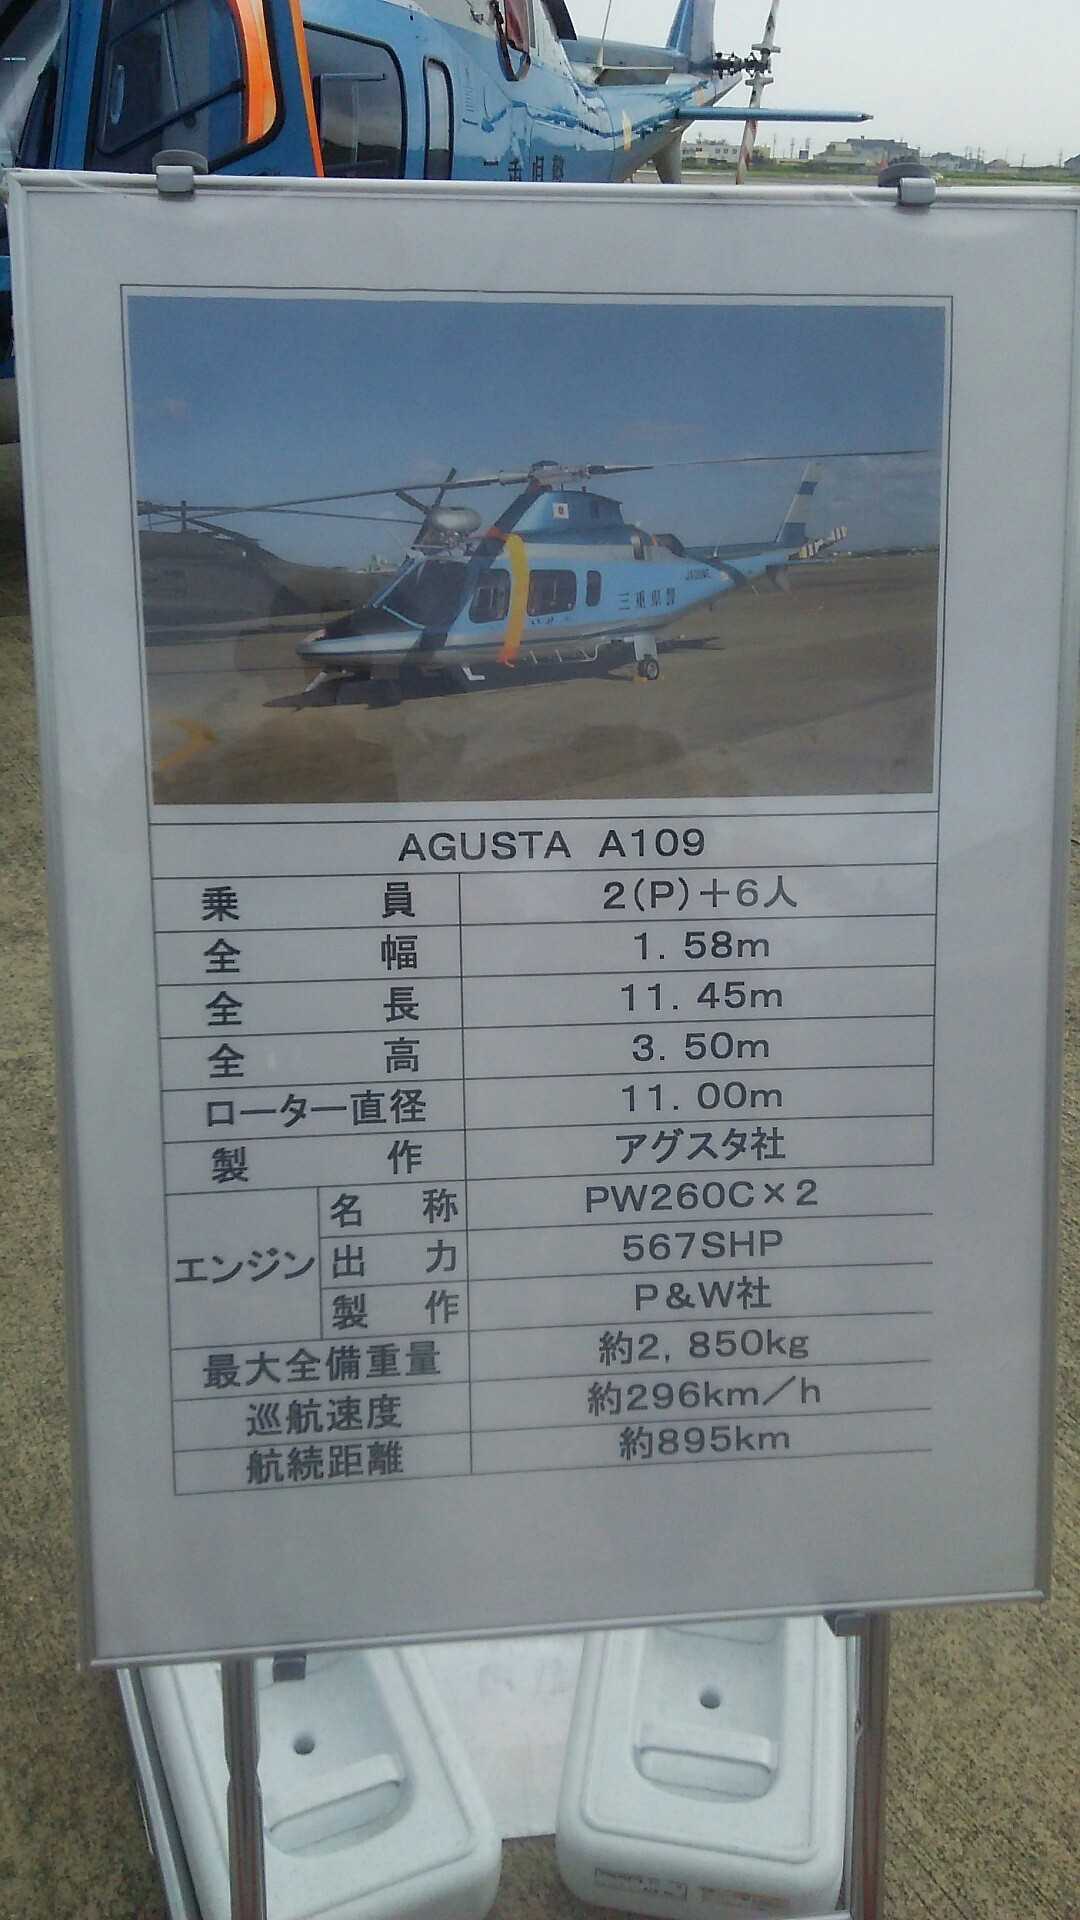 三重県警
AGUSTA A109
乗員 2(P)+6人
全幅 1.58m
全長 11.45m
全高 3.50m
ローター直径 11.00m
製作 アグスタ社
エンジン
名称 PW260C×2
出力 567SHP
製作 P&W社
最大全備重量 約2,850kg
巡航速度 約296km/h
航続距離 約895km